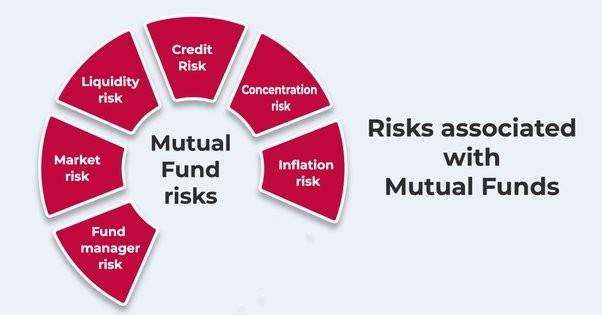 Credit
Risk
Liquidity
risk
Concentration
risk
Market
risk
Mutual
Fund
risks
Inflation
risk
Fund
manager
risk
Risks associated
with
Mutual Funds